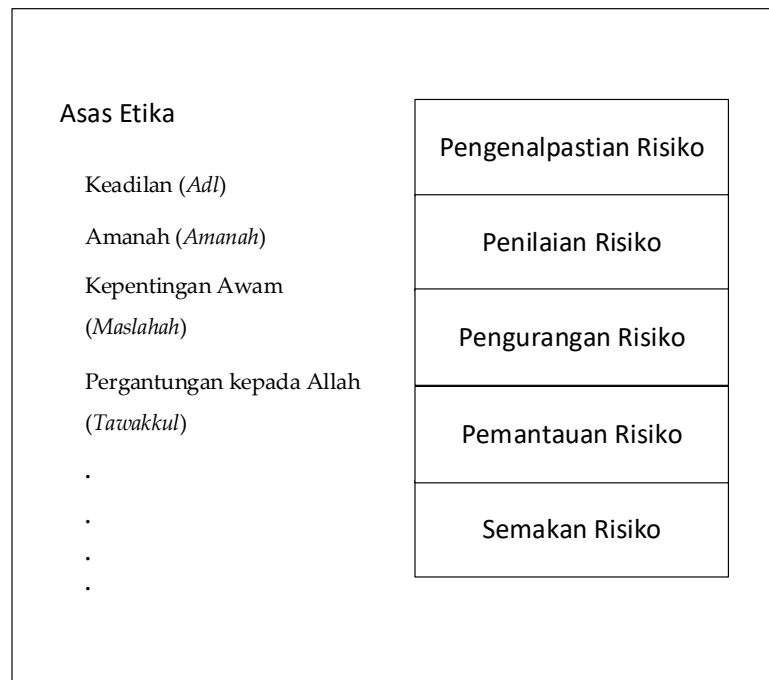 Asas Etika
Keadilan (Adl)
Amanah (Amanah)
Kepentingan Awam
(Maslahah)
Pergantungan kepada Allah
(Tawakkul)
.
.
.
.
Pengenalpastian Risiko
Penilaian Risiko
Pengurangan Risiko
Pemantauan Risiko
Semakan Risiko